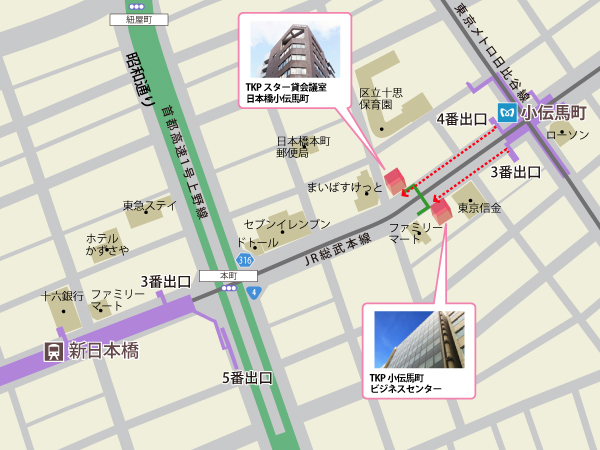 紐屋町
昭和通り
首都高速1号上野線
TKP スター貸会議室
日本橋小伝馬町
区立十思
保育園
東京メトロ日比谷線
小伝馬町
4番出口
ローソン
3番出口
日本橋本町
郵便局
まいばすけっと
東京信金
ファミリー
マート
東急ステイ
セブンイレンブン
ドトール
JR総武本線
ホテル
かずさや
316
本町
4
3番出口
十六銀行
ファミリー
マート
新日本橋
5番出口
TKP 小伝馬町
ビジネスセンター